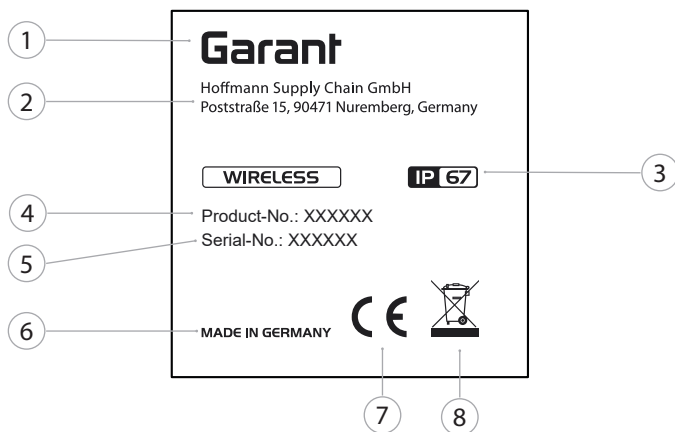 1
Garant
Hoffmann Supply Chain GmbH
2
Poststraße 15, 90471 Nuremberg, Germany
WIRELESS
IP 67
3
4
Product-No.: XXXXXX
5
Serial-No.: XXXXXX
6
MADE IN GERMANY
CE
7
8